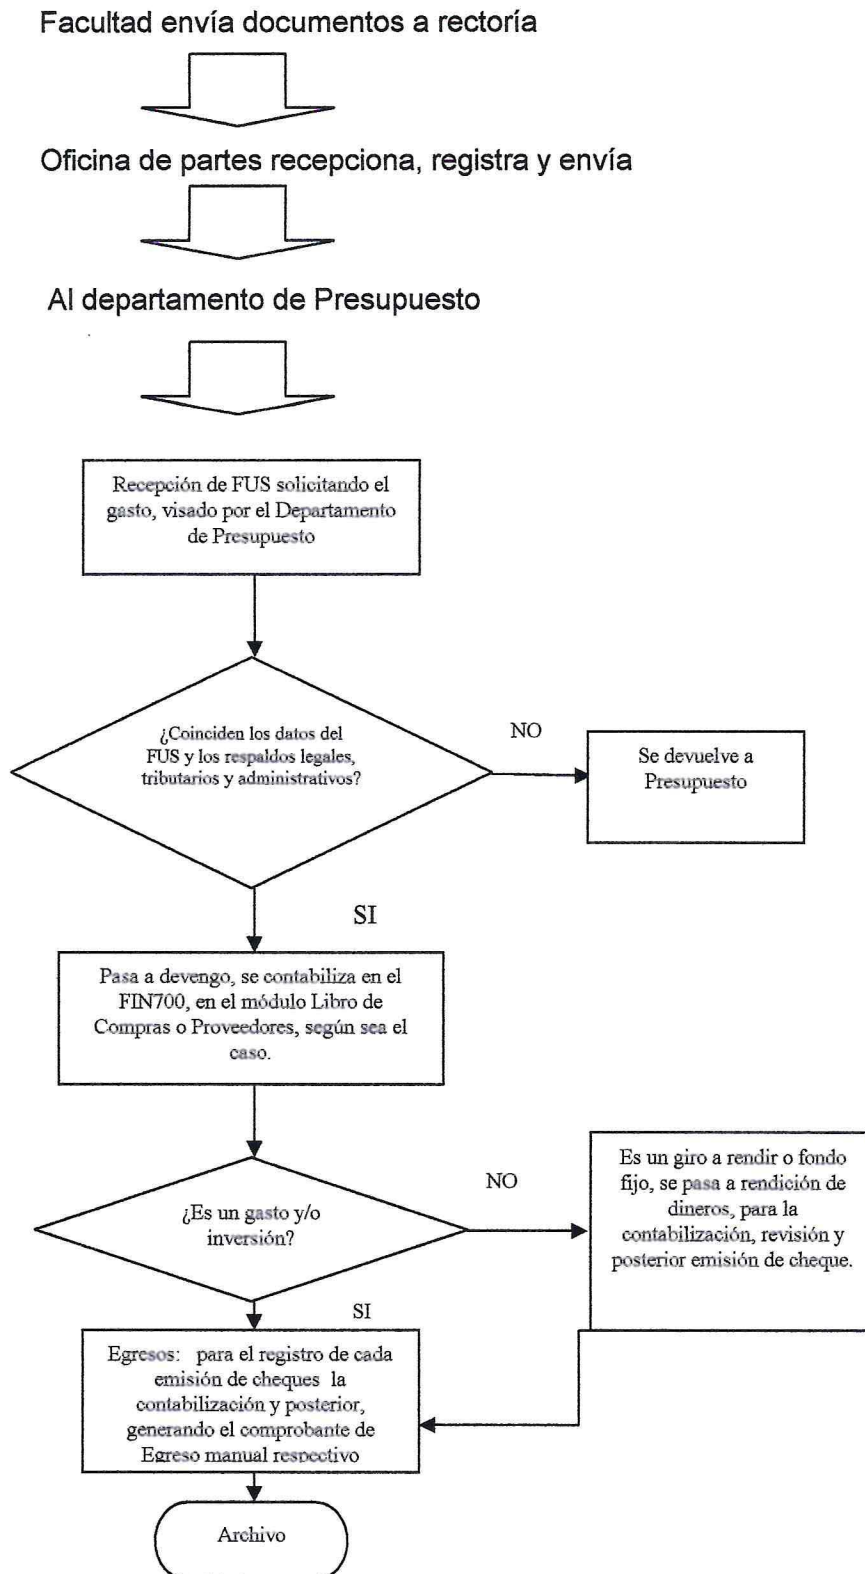 Facultad envía documentos a rectoría
Oficina de partes recepciona, registra y envía
Al departamento de Presupuesto
Recepción de FUS solicitando el
gasto, visado por el Departamento
de Presupuesto
¿Coinciden los datos del
FUS y los respaldos legales,
tributarios y administrativos?
NO
Se devuelve a
Presupuesto
SI
Pasa a devengo, se contabiliza en el
FIN700, en el módulo Libro de
Compras o Proveedores, según sea el
caso.
¿Es un gasto y/o
inversión?
NO
Es un giro a rendir o fondo
fijo, se pasa a rendición de
dineros, para la
contabilización, revisión y
posterior emisión de cheque.
SI
Egresos: para el registro de cada
emisión de cheques la
contabilización y posterior,
generando el comprobante de
Egreso manual respectivo
Archivo